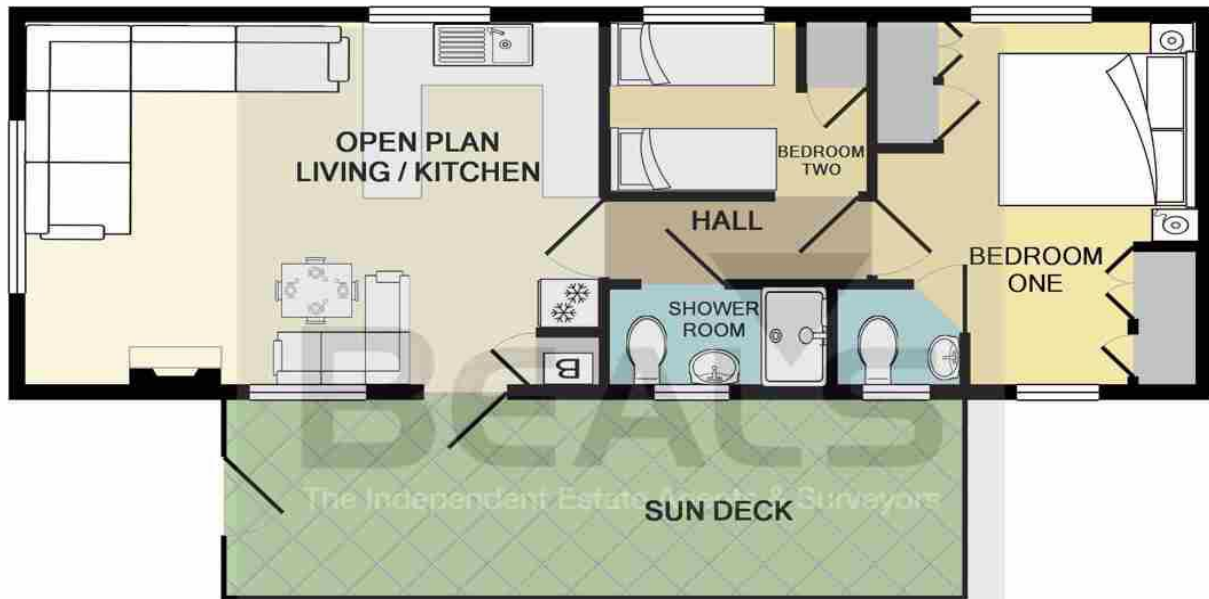 OPEN PLAN
LIVING / KITCHEN
BEDROOM
TWO
HALL
BEDROOM
ONE
SHOWER
ROOM
B
BEALS
The Independent Estate Agents & Surveyors
SUN DECK